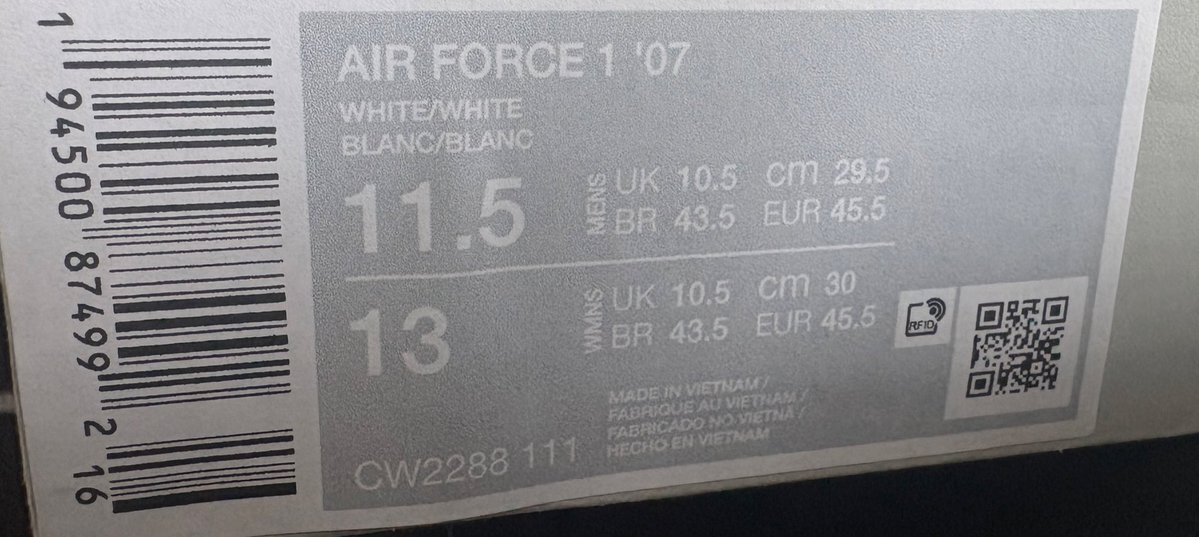 AIR FORCE 1 '07
WHITE/WHITE
BLANC/BLANC
11.5 MENS UK 10.5 cm 29.5
BR 43.5 EUR 45.5
13 WMNS UK 10.5 cm 30
BR 43.5 EUR 45.5
RFID
MADE IN VIETNAM /
FABRIQUE AU VIETNAM /
FABRICADO NO VIETNÃ /
HECHO EN VIETNAM
CW2288 111
1 94500 87499 2 16